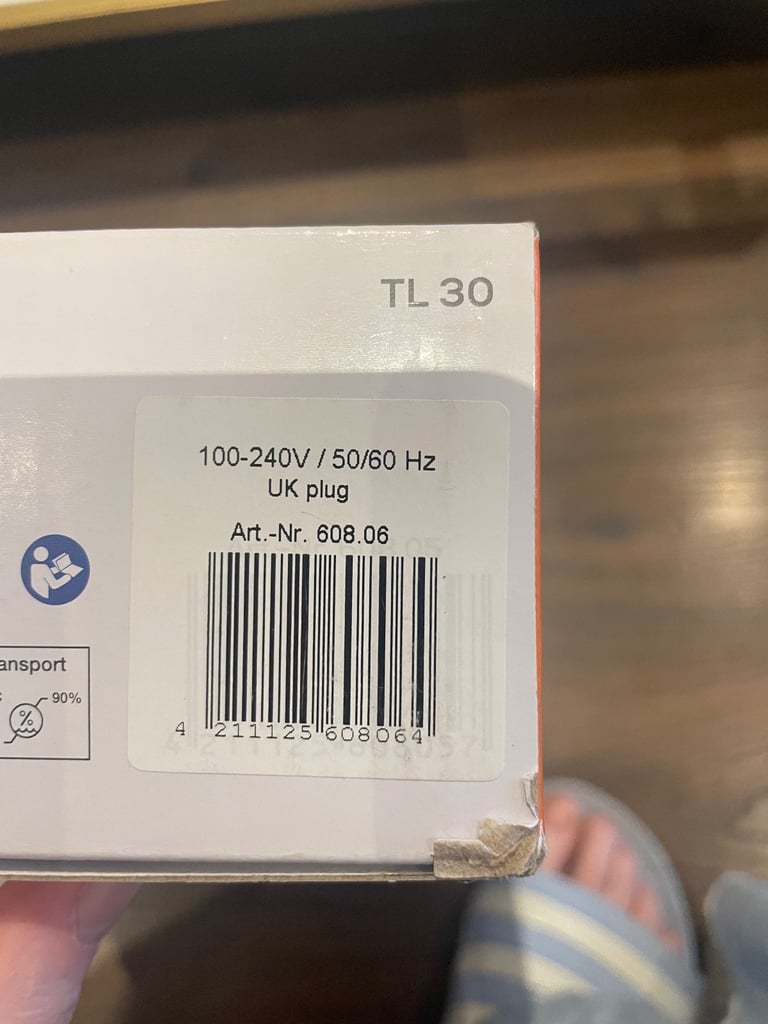 TL 30
100-240V / 50/60 Hz
UK plug
Art.-Nr. 608.06
4 211125 608064
ansport
90%
%